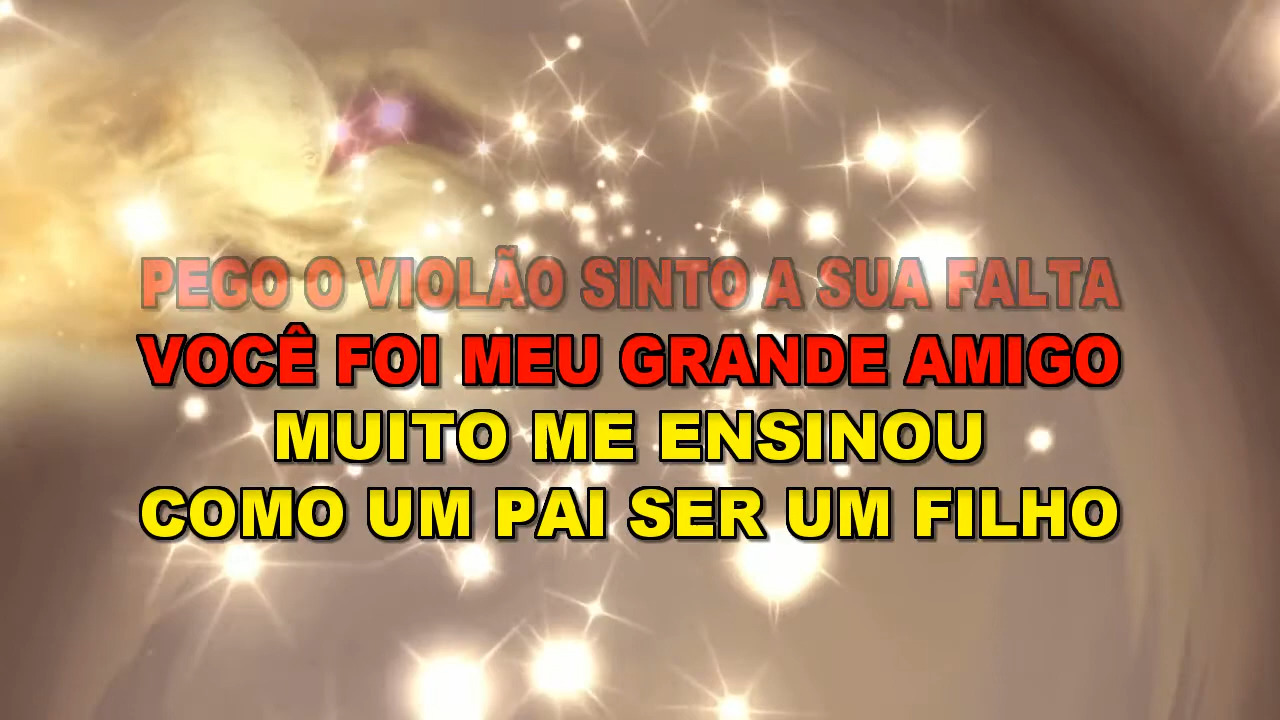 PEGO O VIOLÃO SINTO A SUA FALTA
VOCÊ FOI MEU GRANDE AMIGO
MUITO ME ENSINOU
COMO UM PAI SER UM FILHO